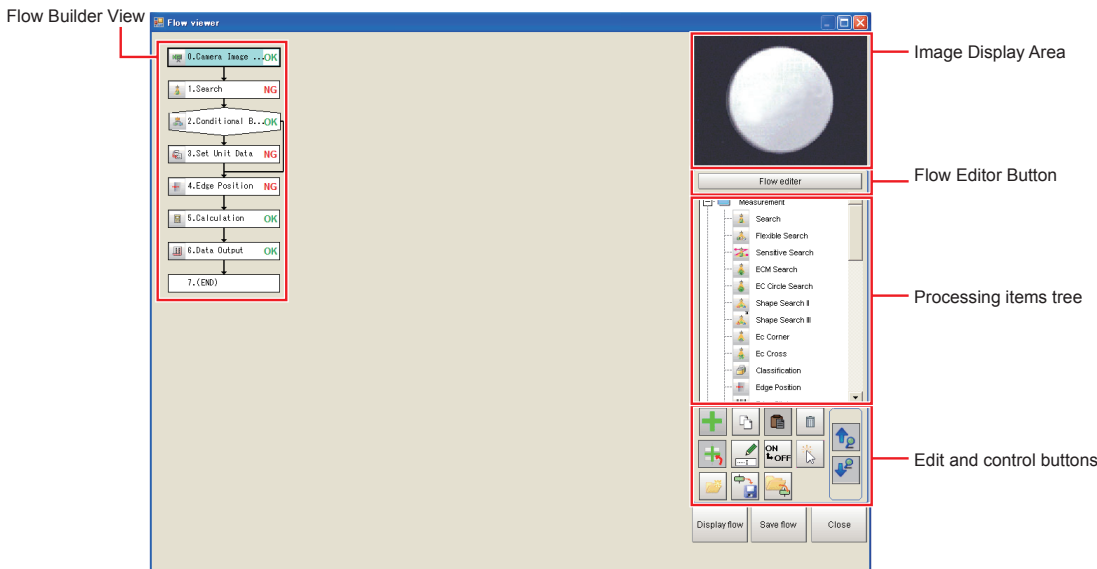 Flow Builder View
Flow viewer
0.Camera Image ...OK
1.Search NG
2.Conditional B...OK
3.Set Unit Data NG
4.Edge Position NG
5.Calculation OK
6.Data Output OK
7.(END)
Image Display Area
Flow editor
Flow Editor Button
Measurement
Search
Flexible Search
Sensitive Search
ECM Search
EC Circle Search
Shape Search II
Shape Search III
Ec Corner
Ec Cross
Classification
Edge Position
Processing items tree
ON
OFF
Edit and control buttons
Display flow
Save flow
Close